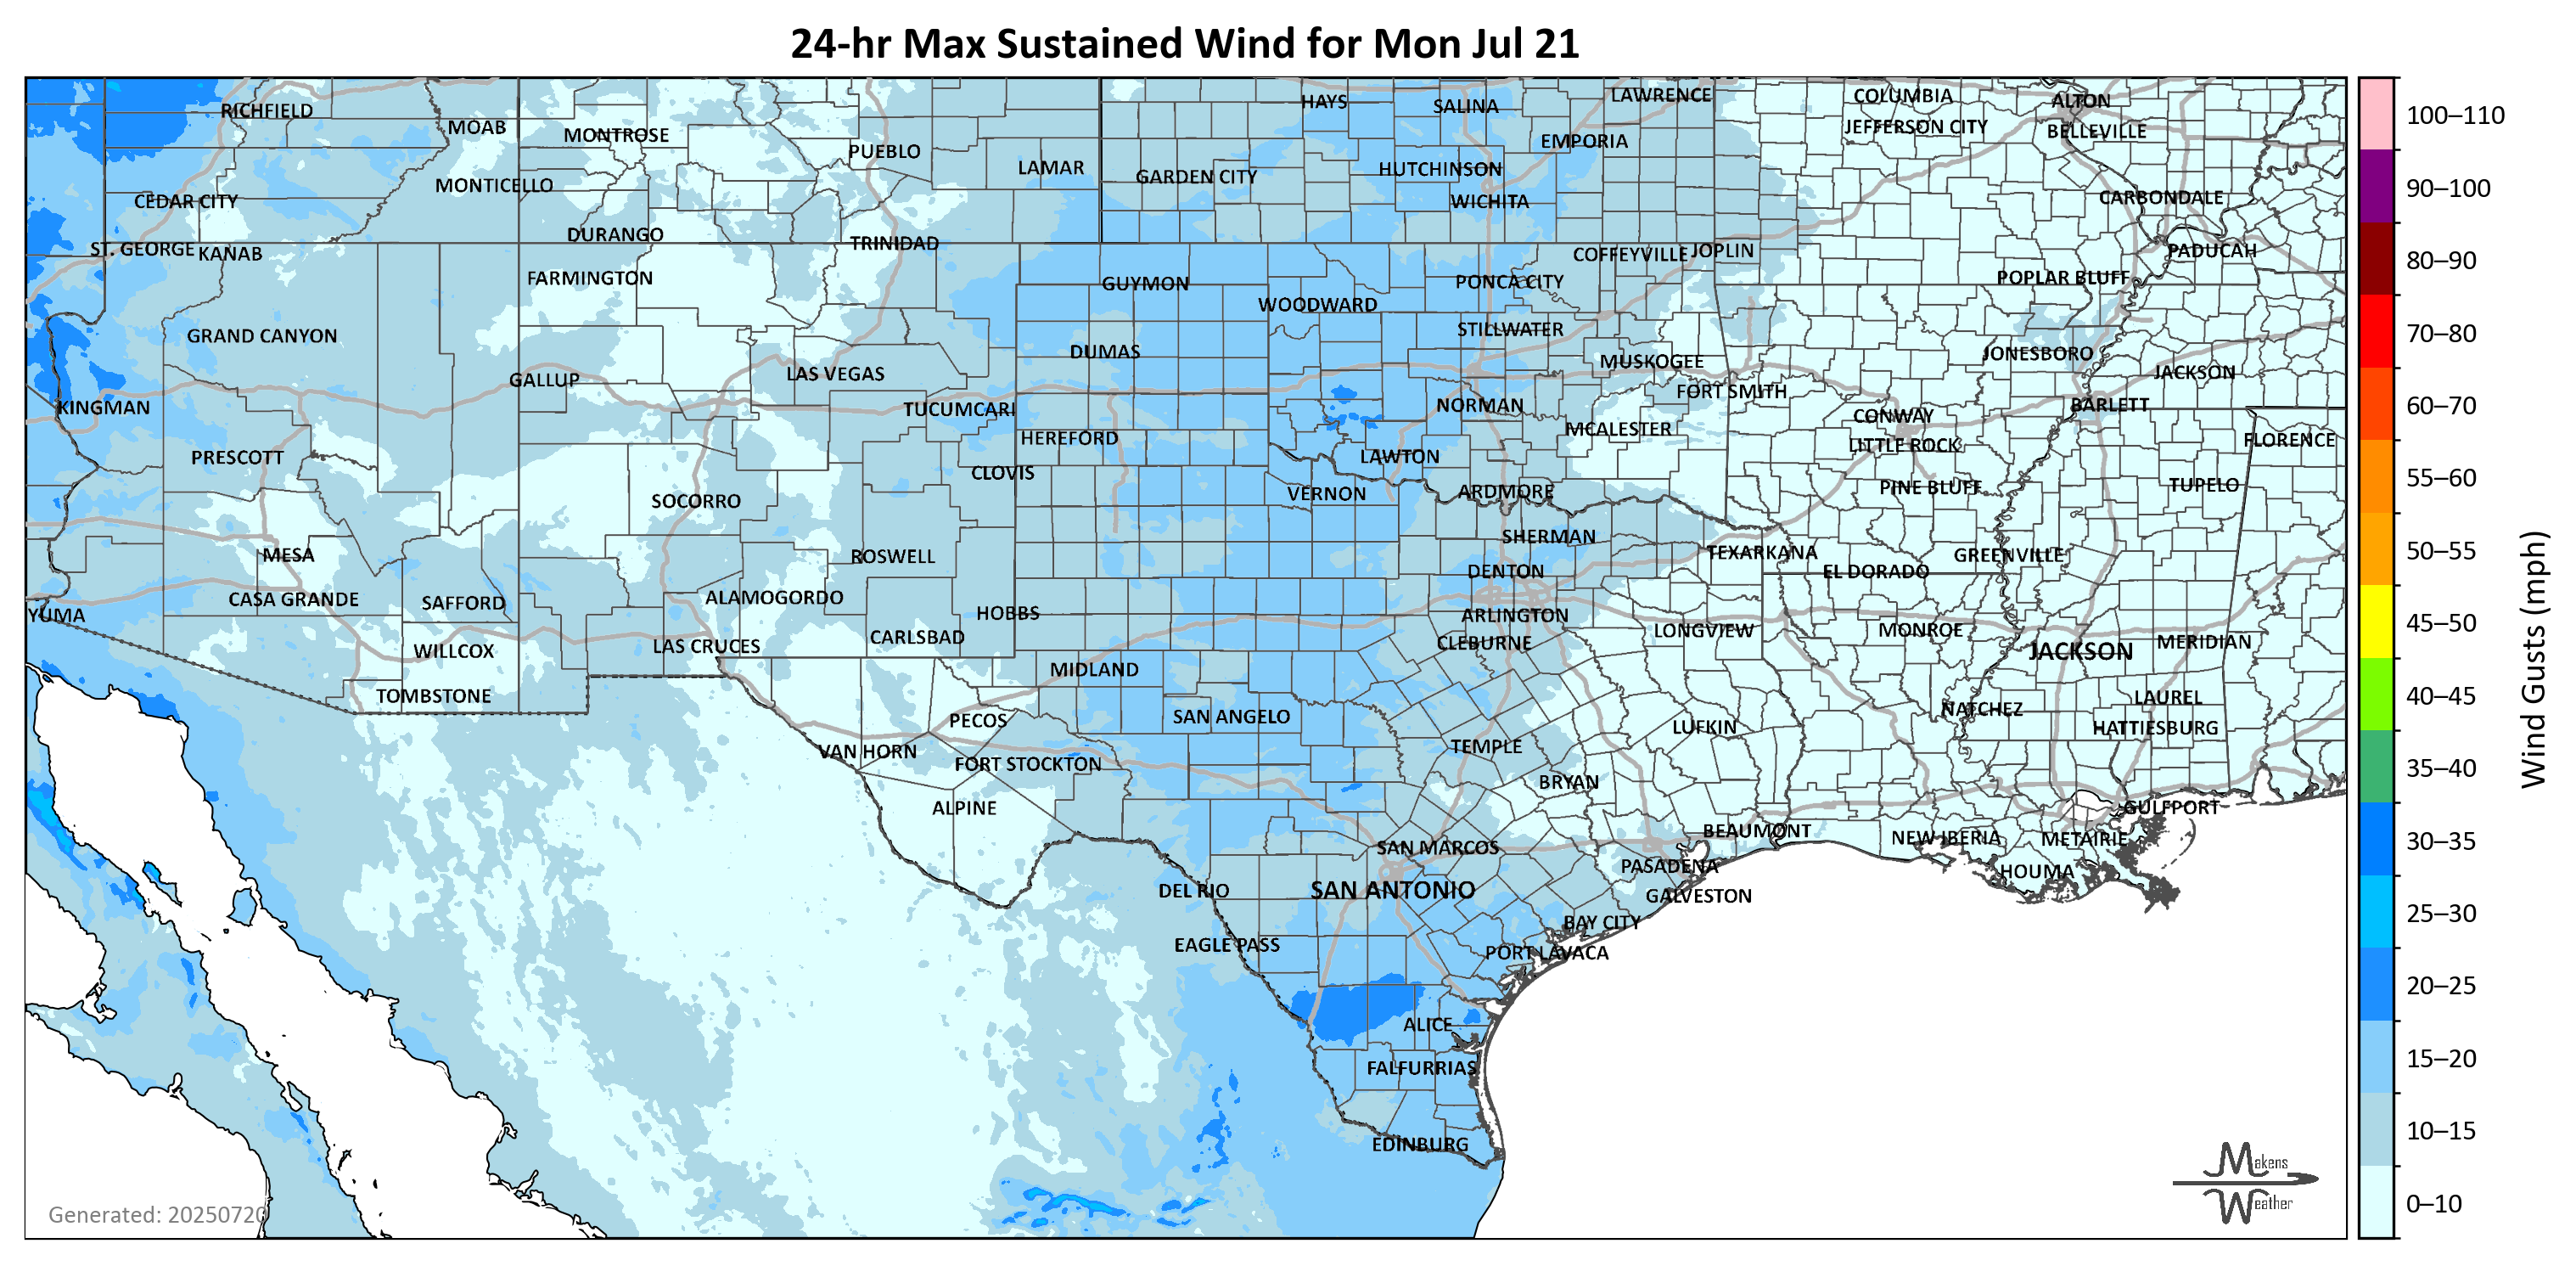 24-hr Max Sustained Wind for Mon Jul 21
RICHFIELD
MOAB
MONTROSE
PUEBLO
LAMAR
HAYS
SALINA
LAWRENCE
COLUMBIA
ALTON
JEFFERSON CITY
BELLEVILLE
EMPORIA
GARDEN CITY
HUTCHINSON
WICHITA
MONTICELLO
CEDAR CITY
CARBONDALE
DURANGO
TRINIDAD
ST. GEORGE
KANAB
COFFEYVILLE
JOPLIN
PADUCAH
FARMINGTON
GUYMON
PONCA CITY
POPLAR BLUFF
WOODWARD
GRAND CANYON
STILLWATER
DUMAS
MUSKOGEE
JONESBORO
GALLUP
LAS VEGAS
JACKSON
FORT SMITH
KINGMAN
TUCUMCARI
NORMAN
CONWAY
BARLETT
HEREFORD
MCALESTER
LITTLE ROCK
FLORENCE
PRESCOTT
CLOVIS
LAWTON
SOCORRO
VERNON
ARDMORE
PINE BLUFF
TUPELO
MESA
ROSWELL
SHERMAN
TEXARKANA
GREENVILLE
DENTON
EL DORADO
CASA GRANDE
SAFFORD
ALAMOGORDO
HOBBS
YUMA
ARLINGTON
WILLCOX
LAS CRUCES
CARLSBAD
CLEBURNE
LONGVIEW
MONROE
JACKSON
MERIDIAN
MIDLAND
TOMBSTONE
LAUREL
PECOS
SAN ANGELO
NATCHEZ
LUFKIN
HATTIESBURG
VAN HORN
FORT STOCKTON
TEMPLE
BRYAN
ALPINE
GULFPORT
BEAUMONT
NEW IBERIA
METAIRIE
SAN MARCOS
PASADENA
HOUMA
DEL RIO
SAN ANTONIO
GALVESTON
BAY CITY
EAGLE PASS
PORT LAVACA
ALICE
FALFURRIAS
EDINBURG
Generated: 20250720
Makens
Weather
100–110
90–100
80–90
70–80
60–70
55–60
50–55
45–50
40–45
35–40
30–35
25–30
20–25
15–20
10–15
0–10
Wind Gusts (mph)